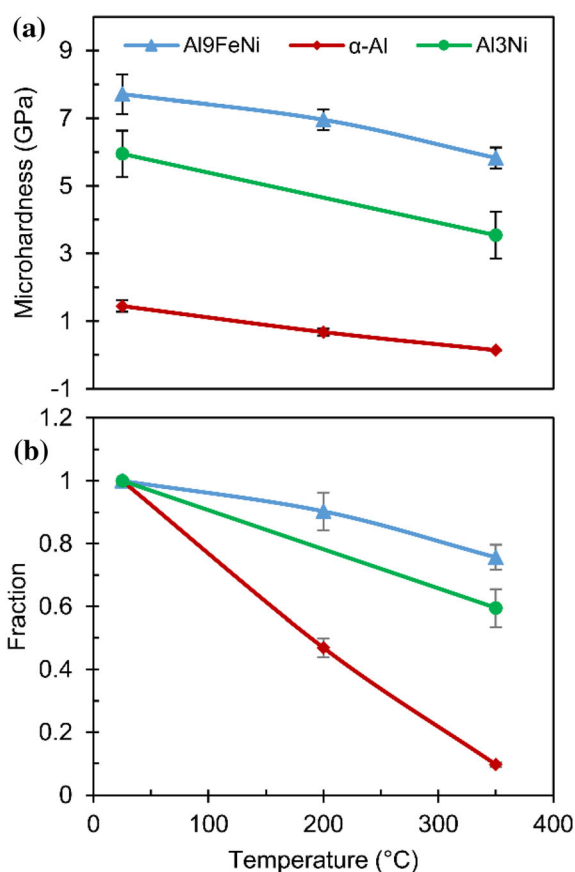 (a)
Al9FeNi α-Al Al3Ni
Microhardness (GPa)
9
7
5
3
1
-1
(b)
Fraction
1.2
1
0.8
0.6
0.4
0.2
0
0 100 200 300 400
Temperature (°C)